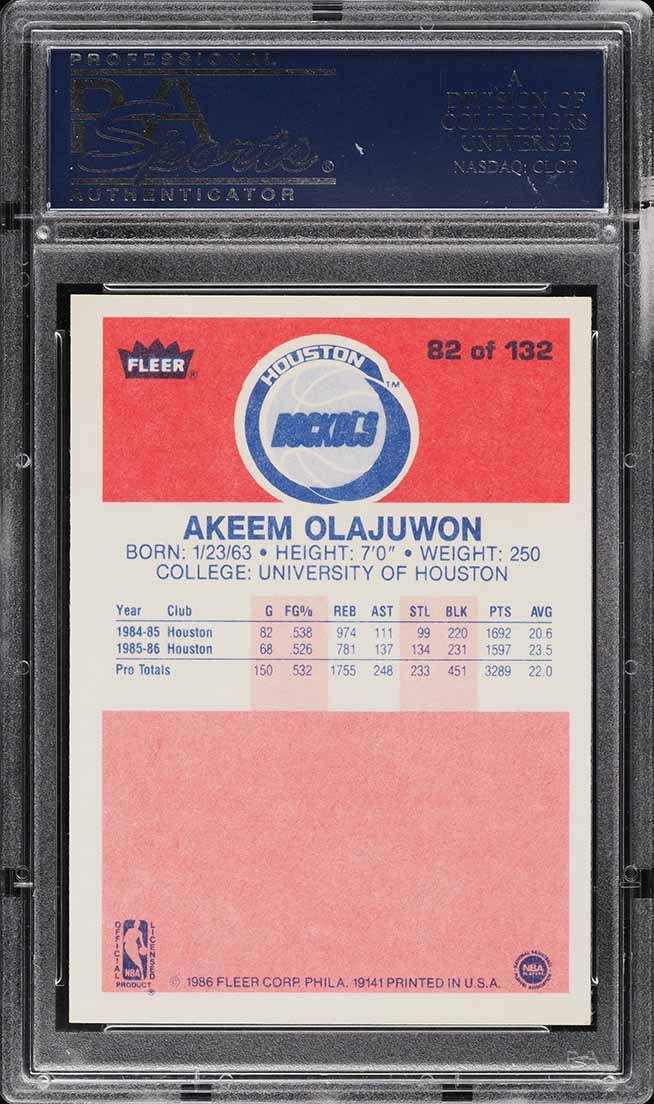 PROFESSIONAL
PSA
Sports®
AUTHENTICATOR
A
DIVISION OF
COLLECTORS
UNIVERSE
NASDAQ: CLCT
FLEER®
HOUSTON
ROCKETS
TM
82 of 132
AKEEM OLAJUWON
BORN: 1/23/63 • HEIGHT: 7'0" • WEIGHT: 250
COLLEGE: UNIVERSITY OF HOUSTON
Year Club G FG% REB AST STL BLK PTS AVG
1984-85 Houston 82 .538 974 111 99 220 1692 20.6
1985-86 Houston 68 .526 781 137 134 231 1597 23.5
Pro Totals 150 .532 1755 248 233 451 3289 22.0
OFFICIAL
NBA
LICENSED
PRODUCT®
© 1986 FLEER CORP. PHILA. 19141 PRINTED IN U.S.A.
NBA
PLAYERS
PSA